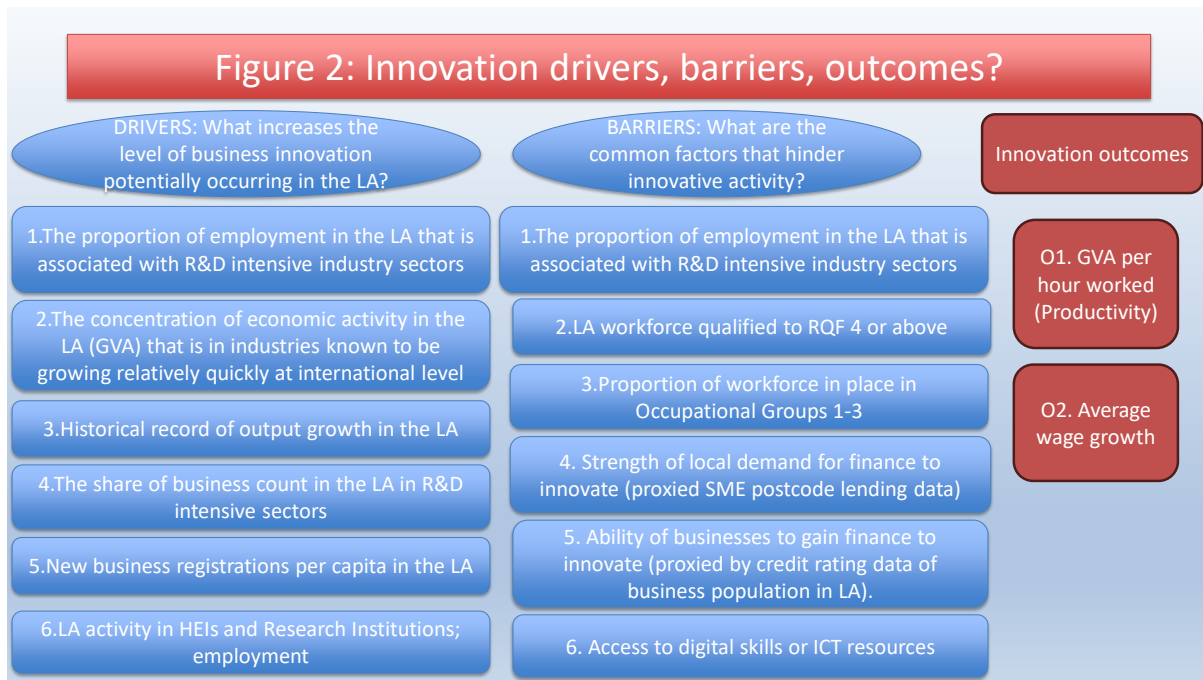 Figure 2: Innovation drivers, barriers, outcomes?
DRIVERS: What increases the
level of business innovation
potentially occurring in the LA?
1.The proportion of employment in the LA that is
associated with R&D intensive industry sectors
2.The concentration of economic activity in the
LA (GVA) that is in industries known to be
growing relatively quickly at international level
3.Historical record of output growth in the LA
4.The share of business count in the LA in R&D
intensive sectors
5.New business registrations per capita in the LA
6.LA activity in HEIs and Research Institutions;
employment
BARRIERS: What are the
common factors that hinder
innovative activity?
1.The proportion of employment in the LA that is
associated with R&D intensive industry sectors
2.LA workforce qualified to RQF 4 or above
3.Proportion of workforce in place in
Occupational Groups 1-3
4. Strength of local demand for finance to
innovate (proxied SME postcode lending data)
5. Ability of businesses to gain finance to
innovate (proxied by credit rating data of
business population in LA).
6. Access to digital skills or ICT resources
Innovation outcomes
O1. GVA per
hour worked
(Productivity)
O2. Average
wage growth